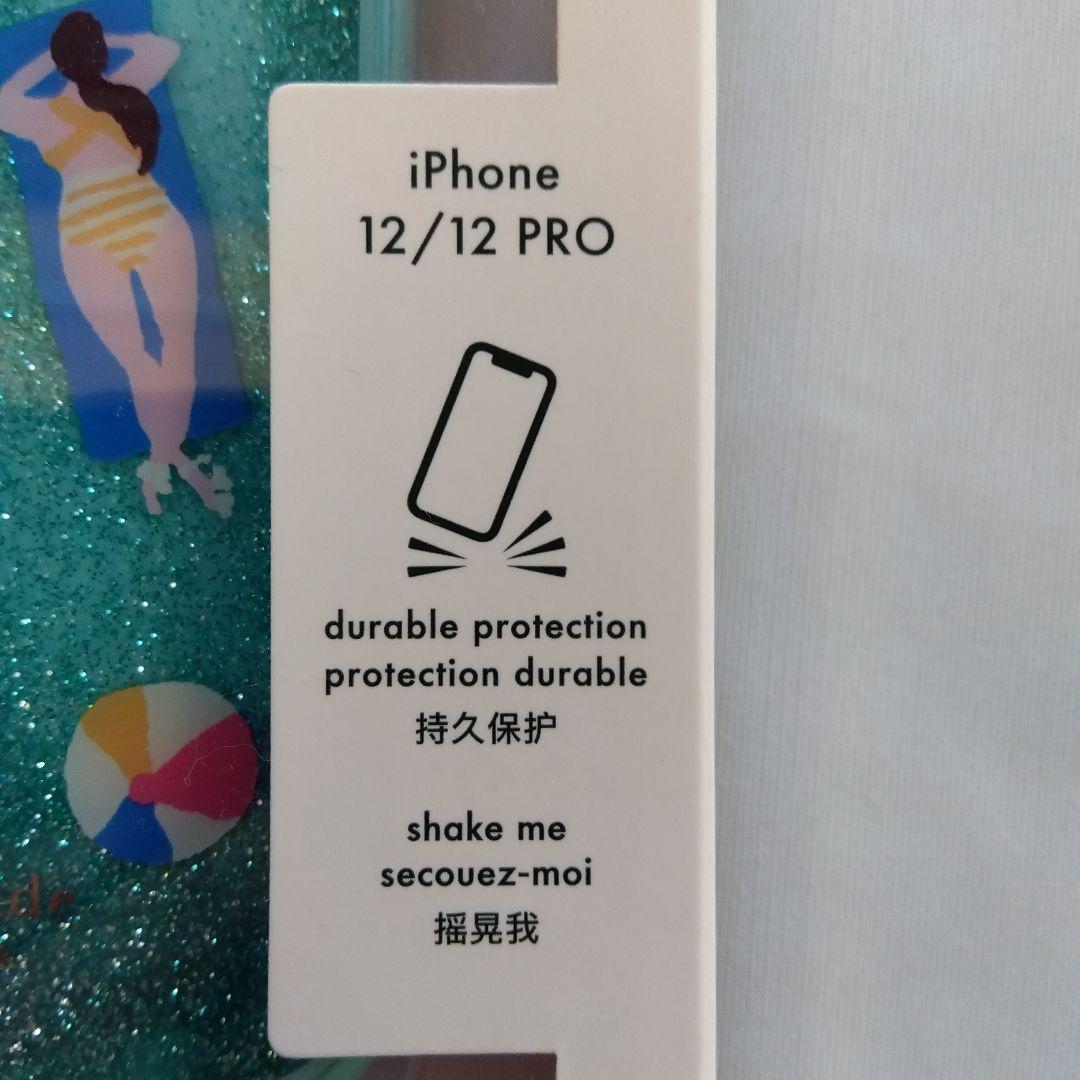 iPhone
12/12 PRO
durable protection
protection durable
持久保护
shake me
secouez-moi
摇晃我